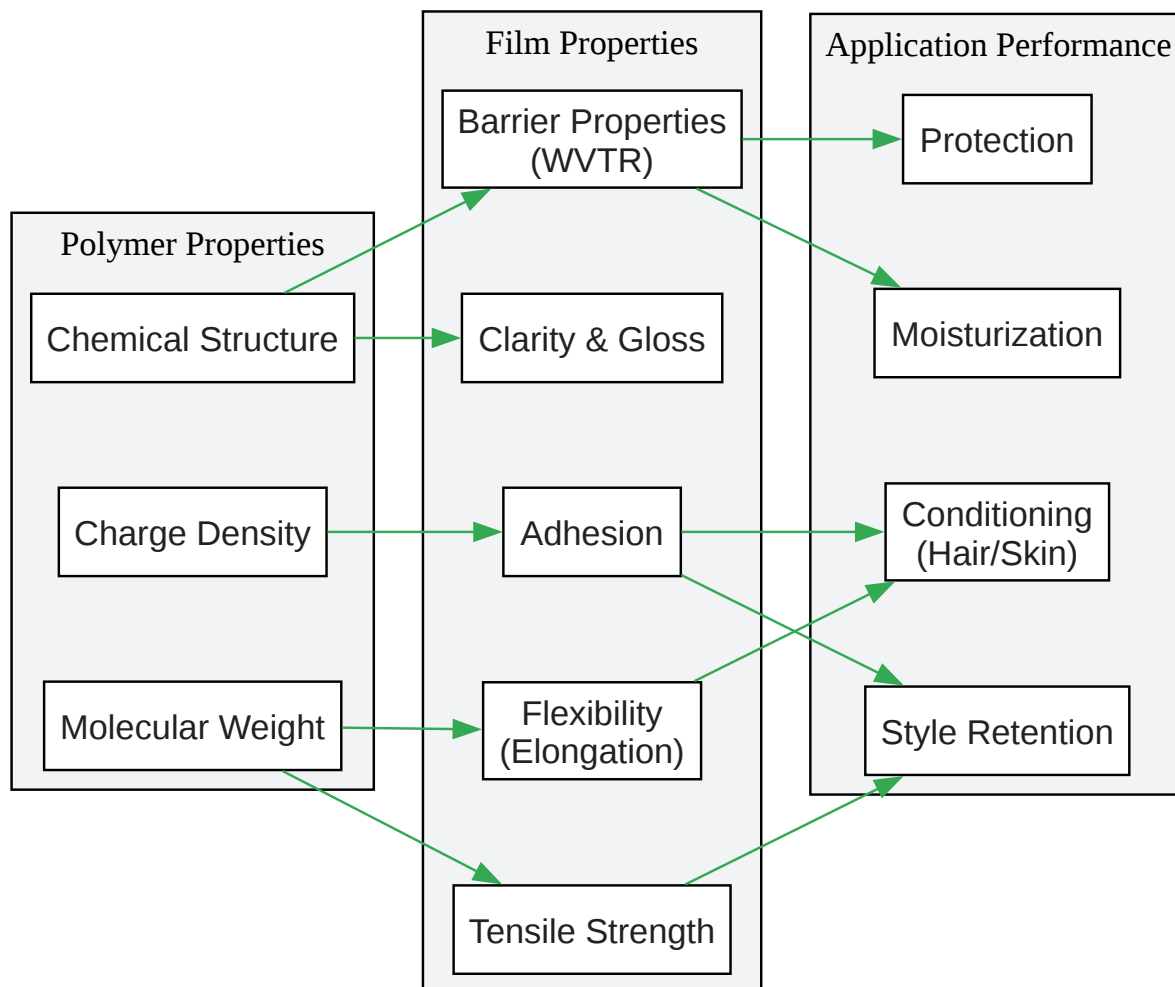 Polymer Properties
Chemical Structure
Charge Density
Molecular Weight
Film Properties
Barrier Properties
(WVTR)
Clarity & Gloss
Adhesion
Flexibility
(Elongation)
Tensile Strength
Application Performance
Protection
Moisturization
Conditioning
(Hair/Skin)
Style Retention